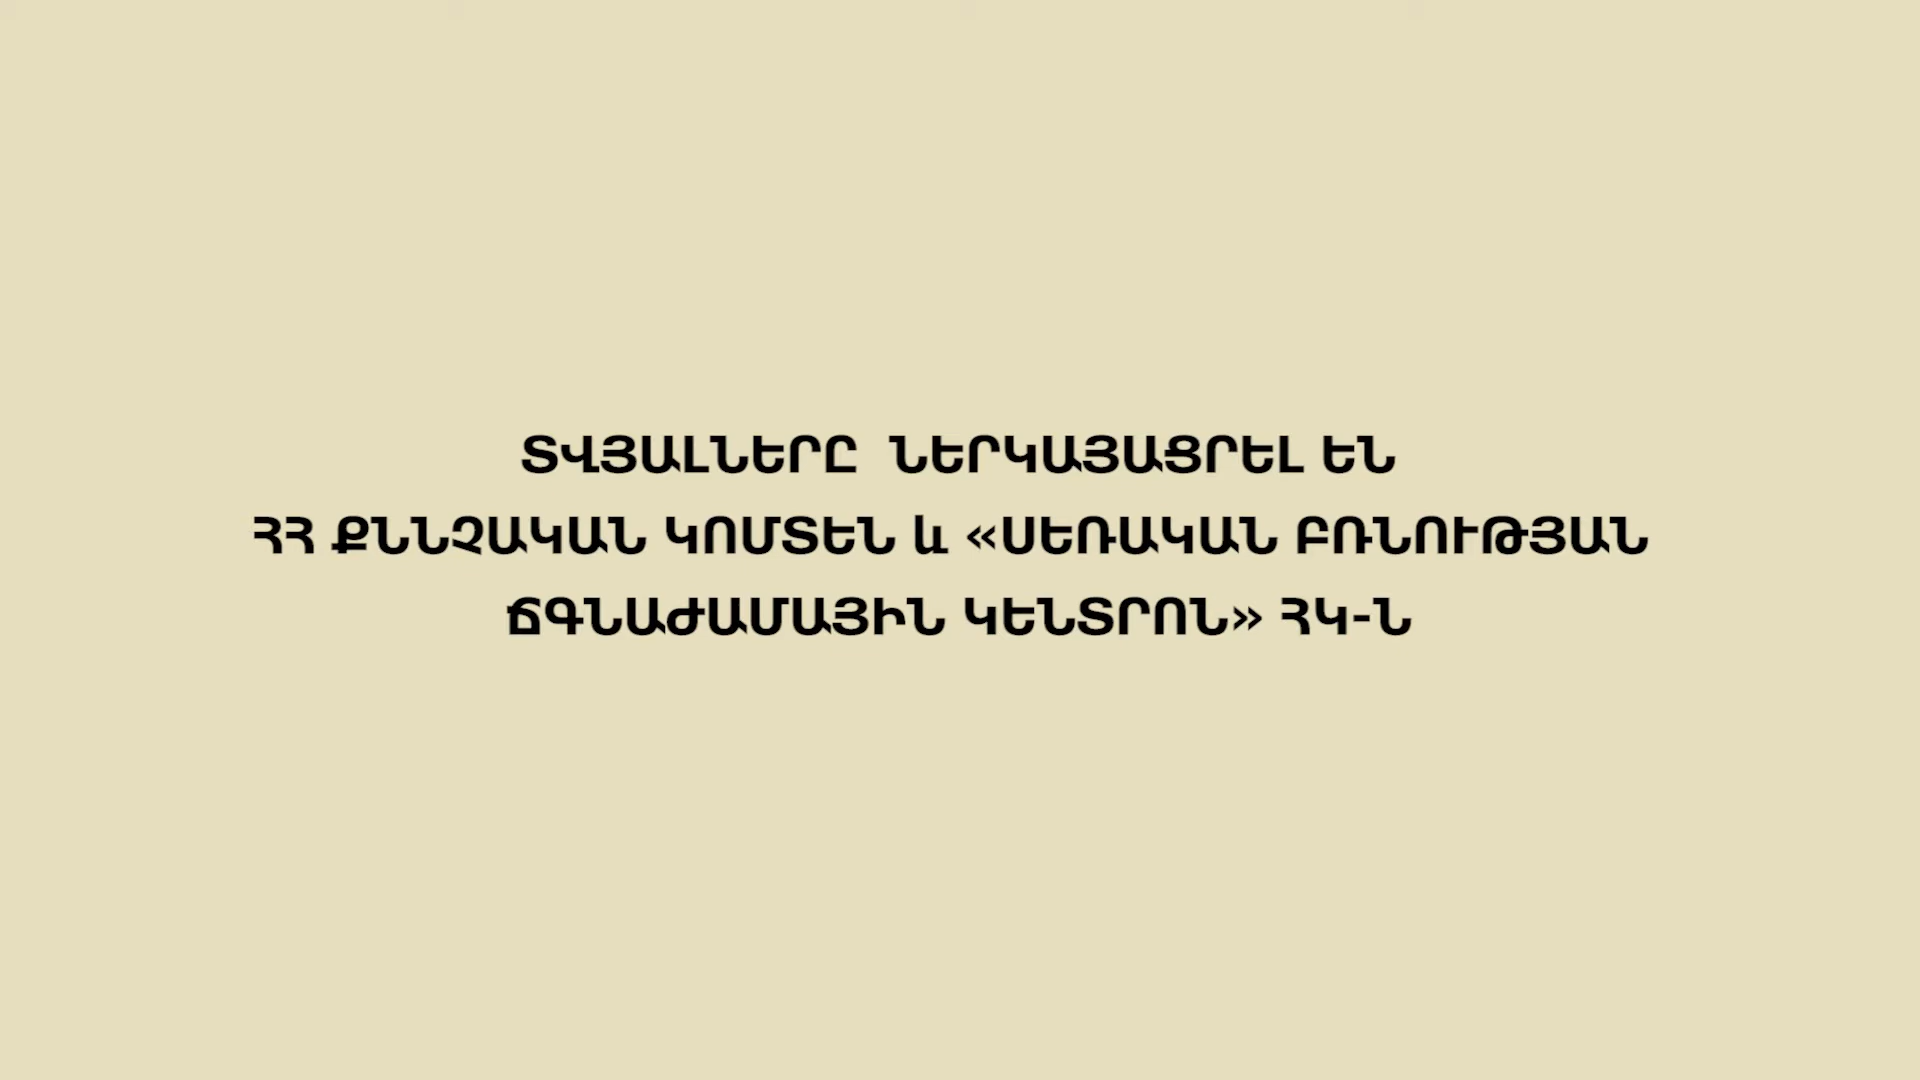 ՏՎՅԱԼՆԵՐԸ ՆԵՐԿԱՅԱՑՐԵԼ ԵՆ
ՀՀ ՔՆՆՉԱԿԱՆ ԿՈՄՏԵՆ և «ՍԵՌԱԿԱՆ ԲՌՆՈՒԹՅԱՆ
ՃԳՆԱԺԱՄԱՅԻՆ ԿԵՆՏՐՈՆ» ՀԿ-Ն